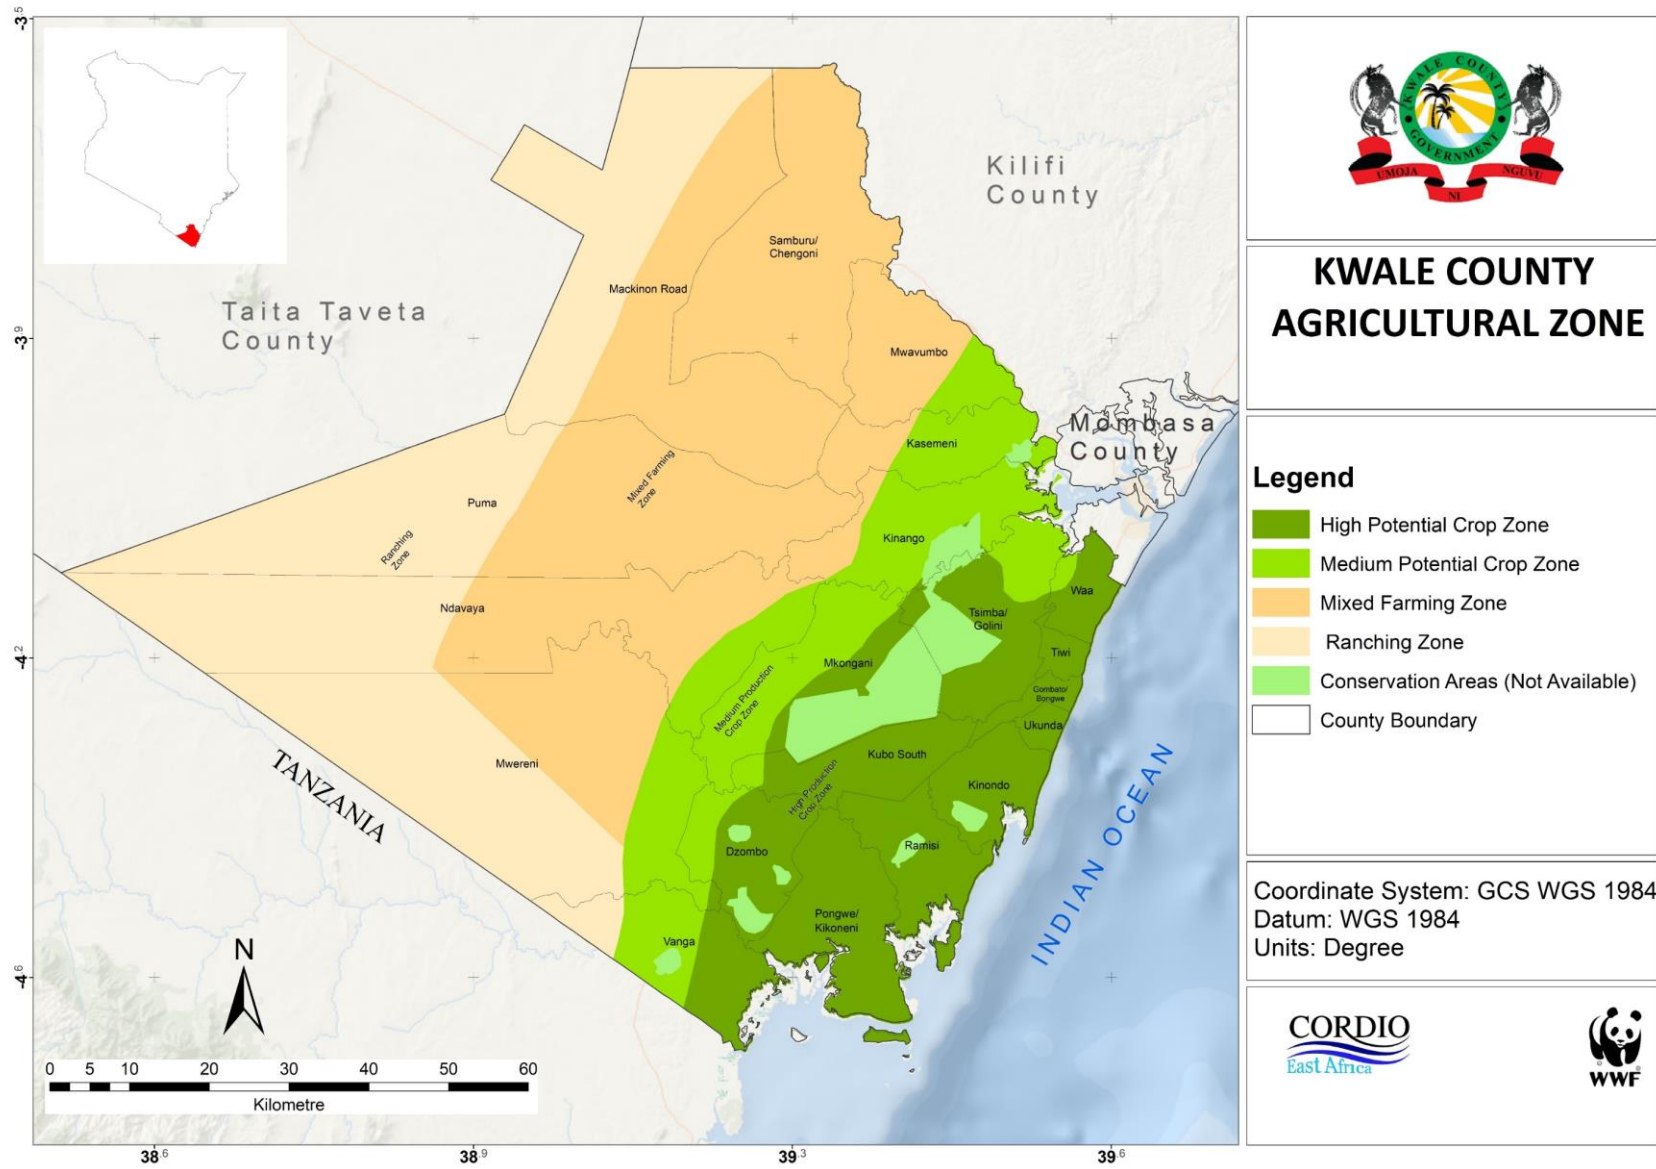 -3.5
-3.9
-4.2
-4.6
38.6
38.9
39.3
39.6
Taita Taveta
County
Kilifi
County
Mombasa
County
TANZANIA
INDIAN OCEAN
Samburu/
Chengoni
Mackinon Road
Mwavumbo
Kasemeni
Puma
Mixed Farming
Zone
Ranching
Zone
Kinango
Ndavaya
Waa
Tsimba/
Golini
Tiwi
Mkongani
Gombato/
Bongwe
Ukunda
Medium Production
Crop Zone
Kubo South
Mwereni
High Production
Crop Zone
Kinondo
Dzombo
Ramisi
Pongwe/
Kikoneni
Vanga
N
0 5 10 20 30 40 50 60
Kilometre
KWALE COUNTY
GOVERNMENT
UMOJA
NI
NGUVU
KWALE COUNTY
AGRICULTURAL ZONE
Legend
High Potential Crop Zone
Medium Potential Crop Zone
Mixed Farming Zone
Ranching Zone
Conservation Areas (Not Available)
County Boundary
Coordinate System: GCS WGS 1984
Datum: WGS 1984
Units: Degree
CORDIO
East Africa
WWF